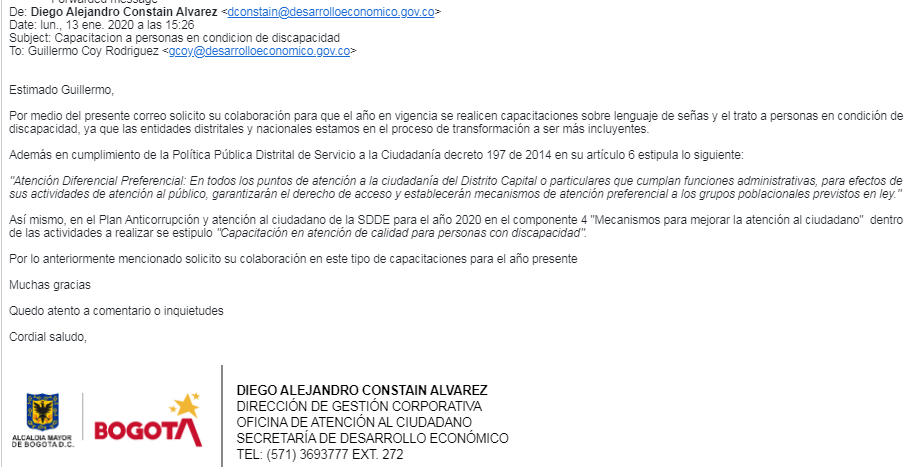 Forwarded message
De: Diego Alejandro Constain Alvarez <dconstain@desarrolloeconomico.gov.co>
Date: lun., 13 ene. 2020 a las 15:26
Subject: Capacitacion a personas en condicion de discapacidad
To: Guillermo Coy Rodriguez <gcoy@desarrolloeconomico.gov.co>
Estimado Guillermo,
Por medio del presente correo solicito su colaboración para que el año en vigencia se realicen capacitaciones sobre lenguaje de señas y el trato a personas en condición de
discapacidad, ya que las entidades distritales y nacionales estamos en el proceso de transformación a ser más incluyentes.
Además en cumplimiento de la Política Pública Distrital de Servicio a la Ciudadanía decreto 197 de 2014 en su artículo 6 estipula lo siguiente:
"Atención Diferencial Preferencial: En todos los puntos de atención a la ciudadanía del Distrito Capital o particulares que cumplan funciones administrativas, para efectos de
sus actividades de atención al público, garantizarán el derecho de acceso y establecerán mecanismos de atención preferencial a los grupos poblacionales previstos en ley."
Así mismo, en el Plan Anticorrupción y atención al ciudadano de la SDDE para el año 2020 en el componente 4 "Mecanismos para mejorar la atención al ciudadano" dentro
de las actividades a realizar se estipulo "Capacitación en atención de calidad para personas con discapacidad".
Por lo anteriormente mencionado solicito su colaboración en este tipo de capacitaciones para el año presente
Muchas gracias
Quedo atento a comentario o inquietudes
Cordial saludo,
ALCALDIA MAYOR
DE BOGOTA D.C.
BOGOTÁ
DIEGO ALEJANDRO CONSTAIN ALVAREZ
DIRECCIÓN DE GESTIÓN CORPORATIVA
OFICINA DE ATENCIÓN AL CIUDADANO
SECRETARÍA DE DESARROLLO ECONÓMICO
TEL: (571) 3693777 EXT. 272